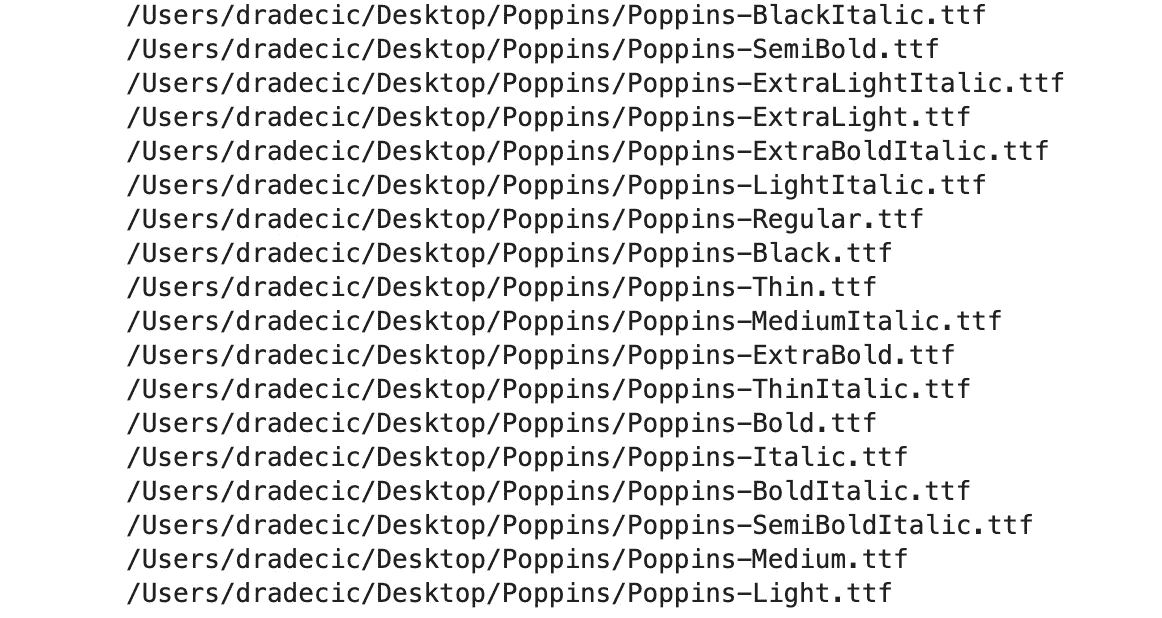 /Users/dradecic/Desktop/Poppins/Poppins-BlackItalic.ttf
/Users/dradecic/Desktop/Poppins/Poppins-SemiBold.ttf
/Users/dradecic/Desktop/Poppins/Poppins-ExtraLightItalic.ttf
/Users/dradecic/Desktop/Poppins/Poppins-ExtraLight.ttf
/Users/dradecic/Desktop/Poppins/Poppins-ExtraBoldItalic.ttf
/Users/dradecic/Desktop/Poppins/Poppins-LightItalic.ttf
/Users/dradecic/Desktop/Poppins/Poppins-Regular.ttf
/Users/dradecic/Desktop/Poppins/Poppins-Black.ttf
/Users/dradecic/Desktop/Poppins/Poppins-Thin.ttf
/Users/dradecic/Desktop/Poppins/Poppins-MediumItalic.ttf
/Users/dradecic/Desktop/Poppins/Poppins-ExtraBold.ttf
/Users/dradecic/Desktop/Poppins/Poppins-ThinItalic.ttf
/Users/dradecic/Desktop/Poppins/Poppins-Bold.ttf
/Users/dradecic/Desktop/Poppins/Poppins-Italic.ttf
/Users/dradecic/Desktop/Poppins/Poppins-BoldItalic.ttf
/Users/dradecic/Desktop/Poppins/Poppins-SemiBoldItalic.ttf
/Users/dradecic/Desktop/Poppins/Poppins-Medium.ttf
/Users/dradecic/Desktop/Poppins/Poppins-Light.ttf